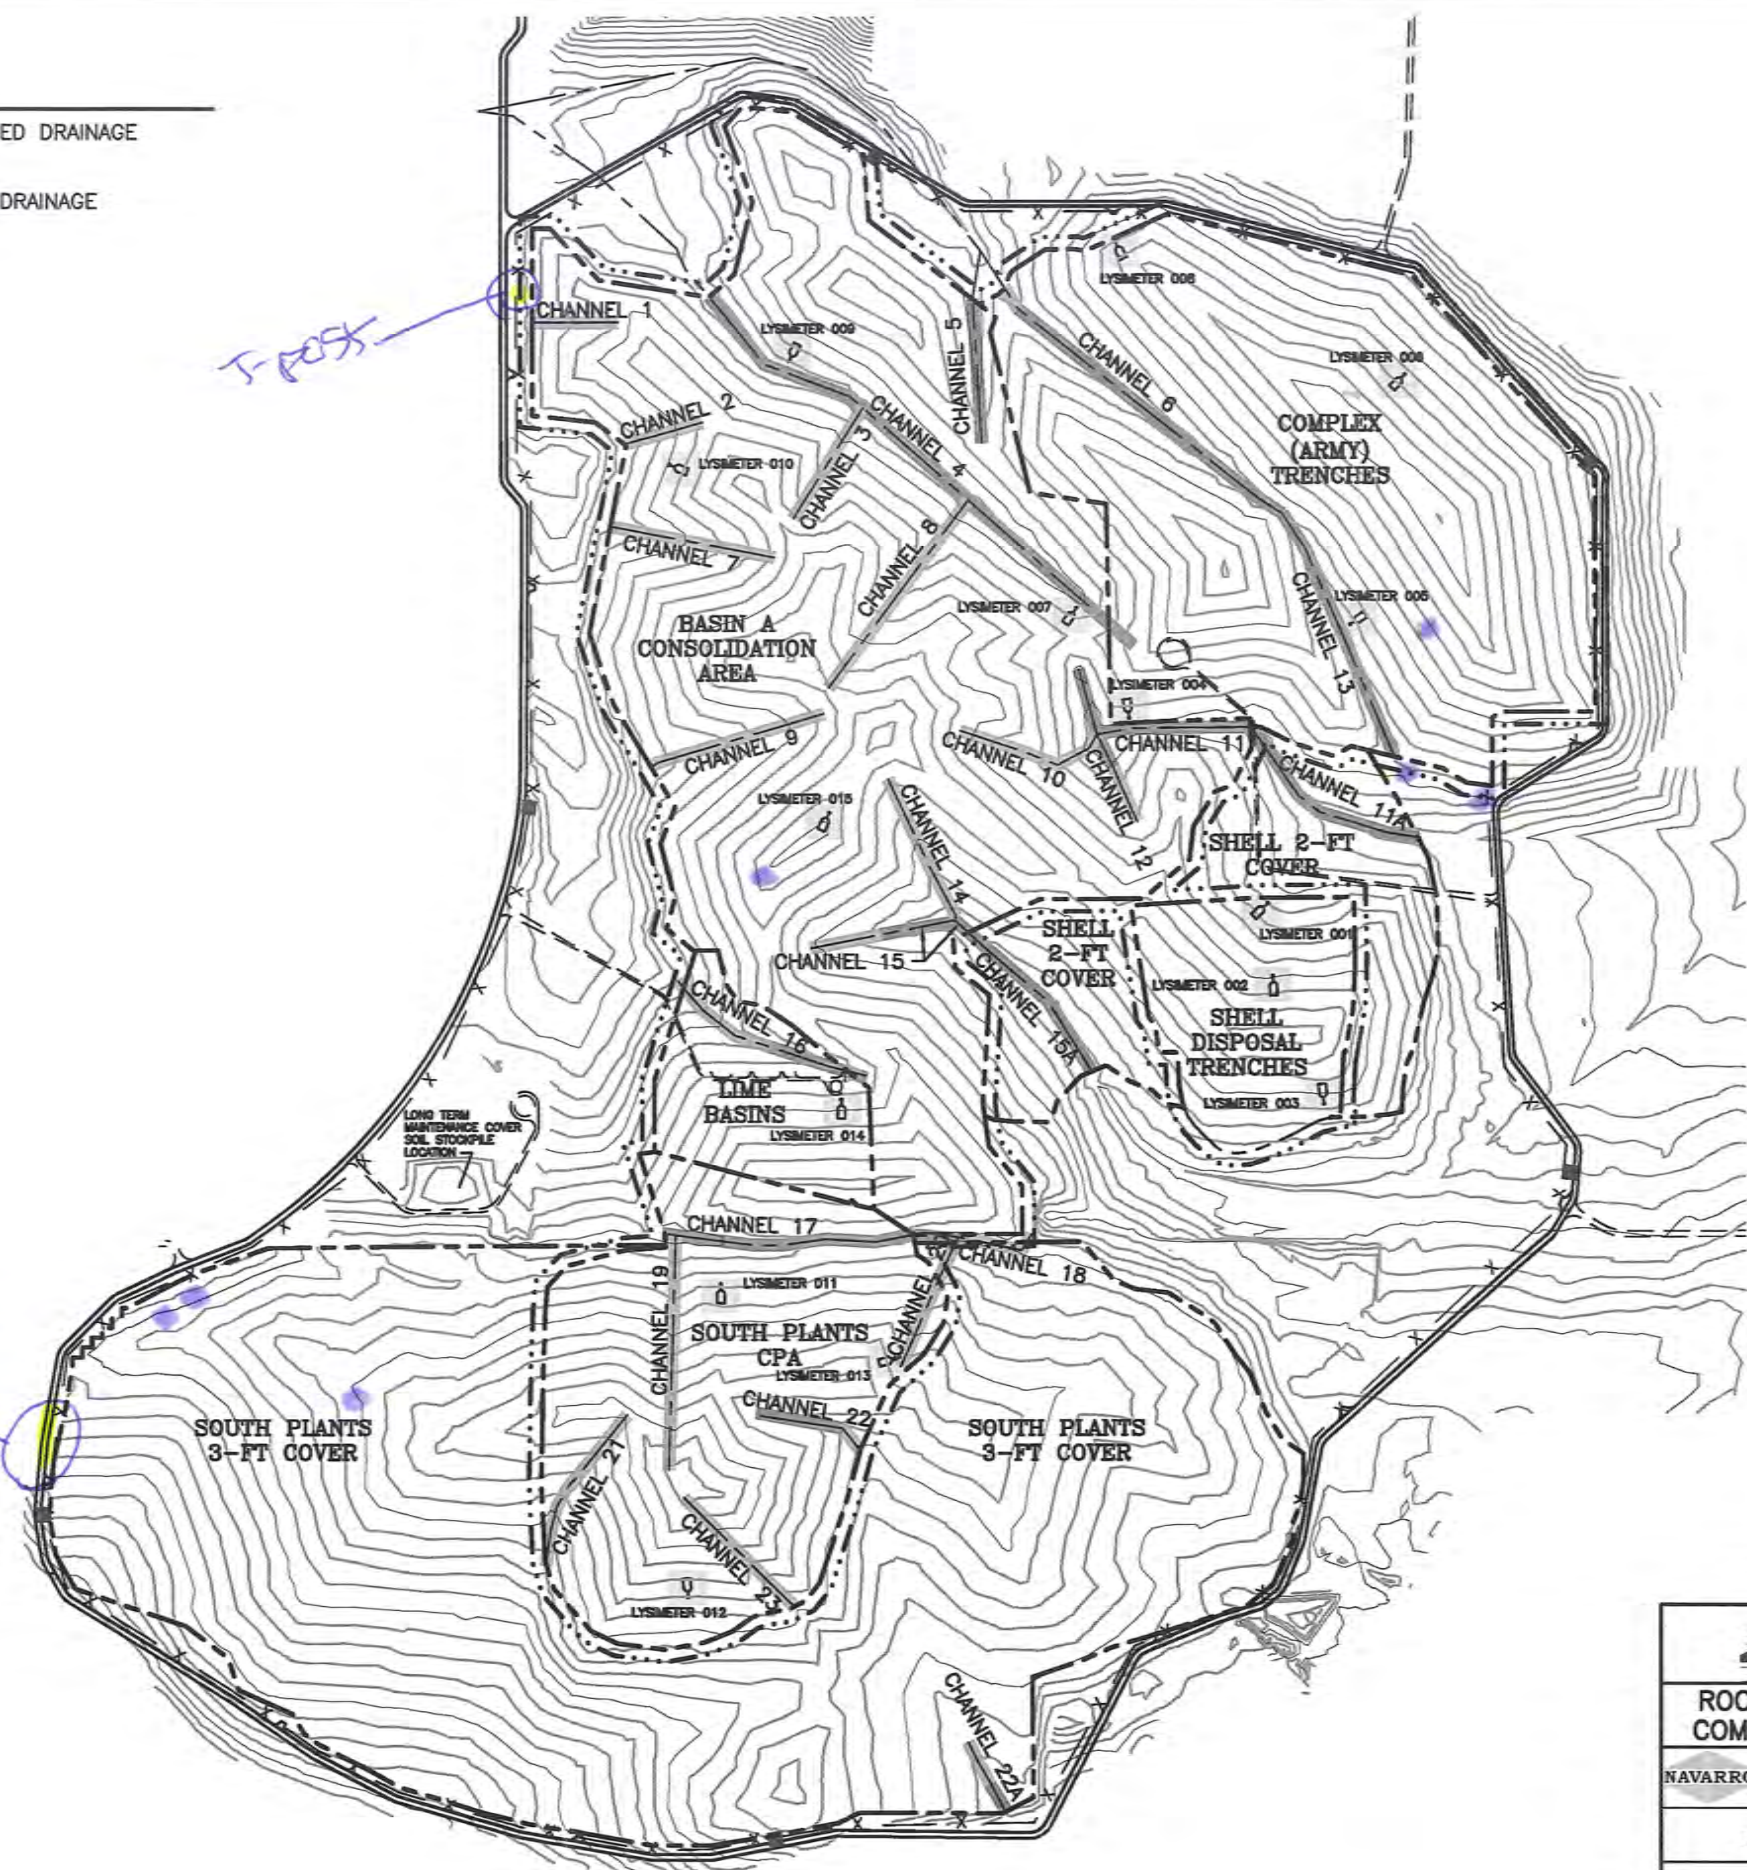 ED DRAINAGE
DRAINAGE
T-post
CHANNEL 1
LYSIMETER 009
CHANNEL 5
LYSIMETER 006
CHANNEL 6
LYSIMETER 008
COMPLEX
(ARMY)
TRENCHES
CHANNEL 2
CHANNEL 3
CHANNEL 4
LYSIMETER 010
CHANNEL 7
CHANNEL 8
LYSIMETER 007
LYSIMETER 005
CHANNEL 13
BASIN A
CONSOLIDATION
AREA
LYSIMETER 004
CHANNEL 9
CHANNEL 10
CHANNEL 11
CHANNEL 12
CHANNEL 11A
LYSIMETER 015
CHANNEL 14
SHELL 2-FT
COVER
SHELL
2-FT
COVER
LYSIMETER 001
CHANNEL 15
CHANNEL 15A
LYSIMETER 002
SHELL
DISPOSAL
TRENCHES
LYSIMETER 003
CHANNEL 16
LIME
BASINS
LYSIMETER 014
LONG TERM
MAINTENANCE COVER
SOIL STOCKPILE
LOCATION
CHANNEL 17
CHANNEL 18
CHANNEL 19
LYSIMETER 011
CHANNEL
SOUTH PLANTS
CPA
LYSIMETER 013
CHANNEL 22
SOUTH PLANTS
3-FT COVER
SOUTH PLANTS
3-FT COVER
CHANNEL 21
CHANNEL 23
LYSIMETER 012
CHANNEL 22A
ROC
COM
NAVARRO